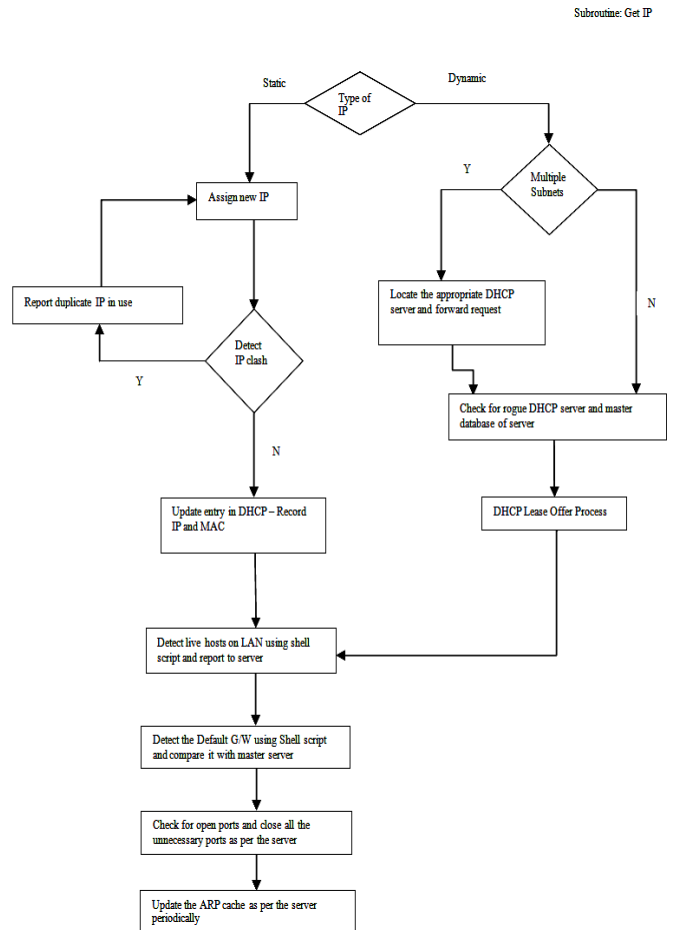 Subroutine: Get IP
Static
Dynamic
Type of
IP
Y
Multiple
Subnets
Assign new IP
Report duplicate IP in use
Locate the appropriate DHCP
server and forward request
N
Detect
IP clash
Y
Check for rogue DHCP server and master
database of server
N
Update entry in DHCP – Record
IP and MAC
DHCP Lease Offer Process
Detect live hosts on LAN using shell
script and report to server
Detect the Default G/W using Shell script
and compare it with master server
Check for open ports and close all the
unnecessary ports as per the server
Update the ARP cache as per the server
periodically